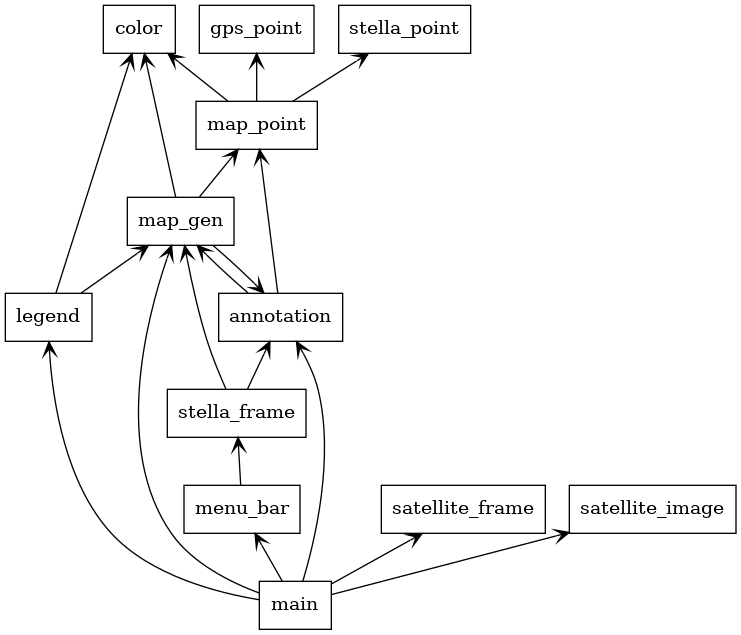 color
gps_point
stella_point
map_point
map_gen
legend
annotation
stella_frame
menu_bar
satellite_frame
satellite_image
main